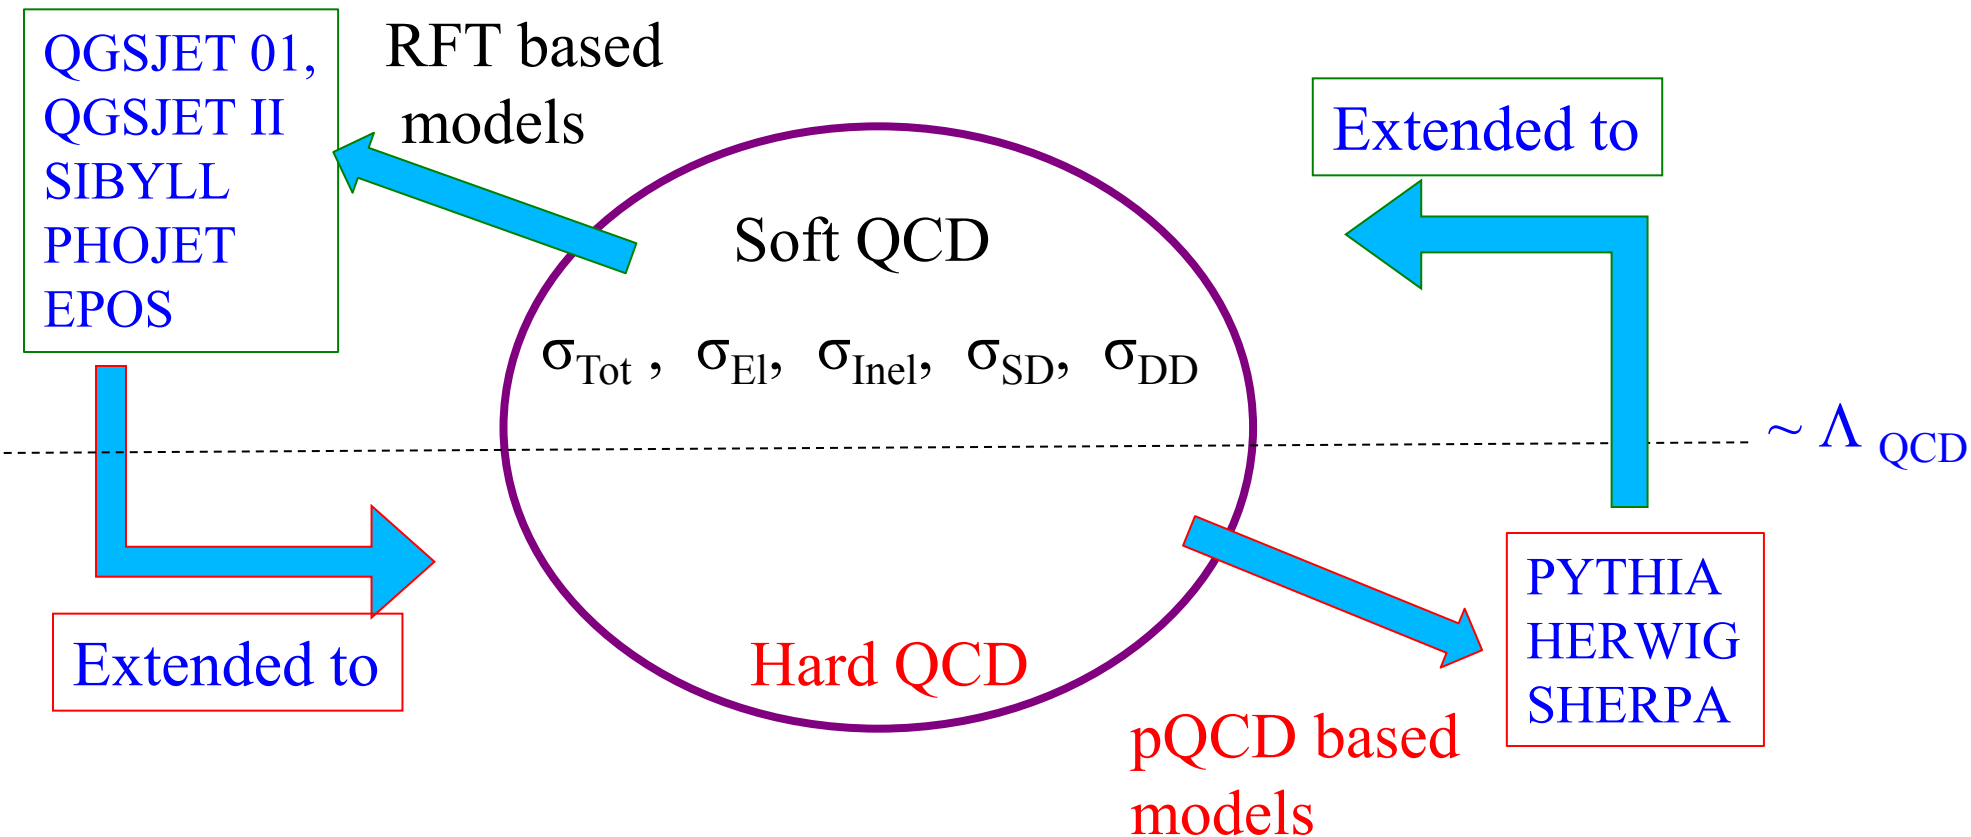 QGSJET 01,
QGSJET II
SIBYLL
PHOJET
EPOS
RFT based
models
Extended to
Soft QCD
σTot , σEl, σInel, σSD, σDD
~ Λ QCD
Extended to
Hard QCD
pQCD based
models
PYTHIA
HERWIG
SHERPA